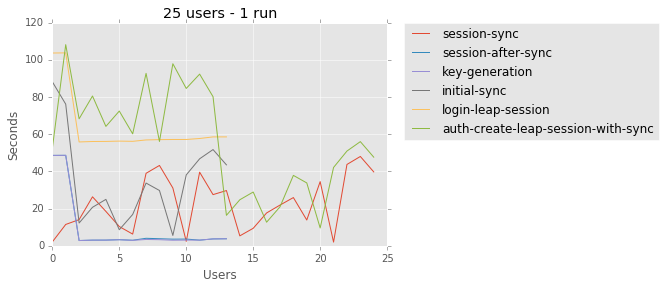 25 users - 1 run
120
100
80
60
40
20
0
Seconds
0 5 10 15 20 25
Users
session-sync
session-after-sync
key-generation
initial-sync
login-leap-session
auth-create-leap-session-with-sync